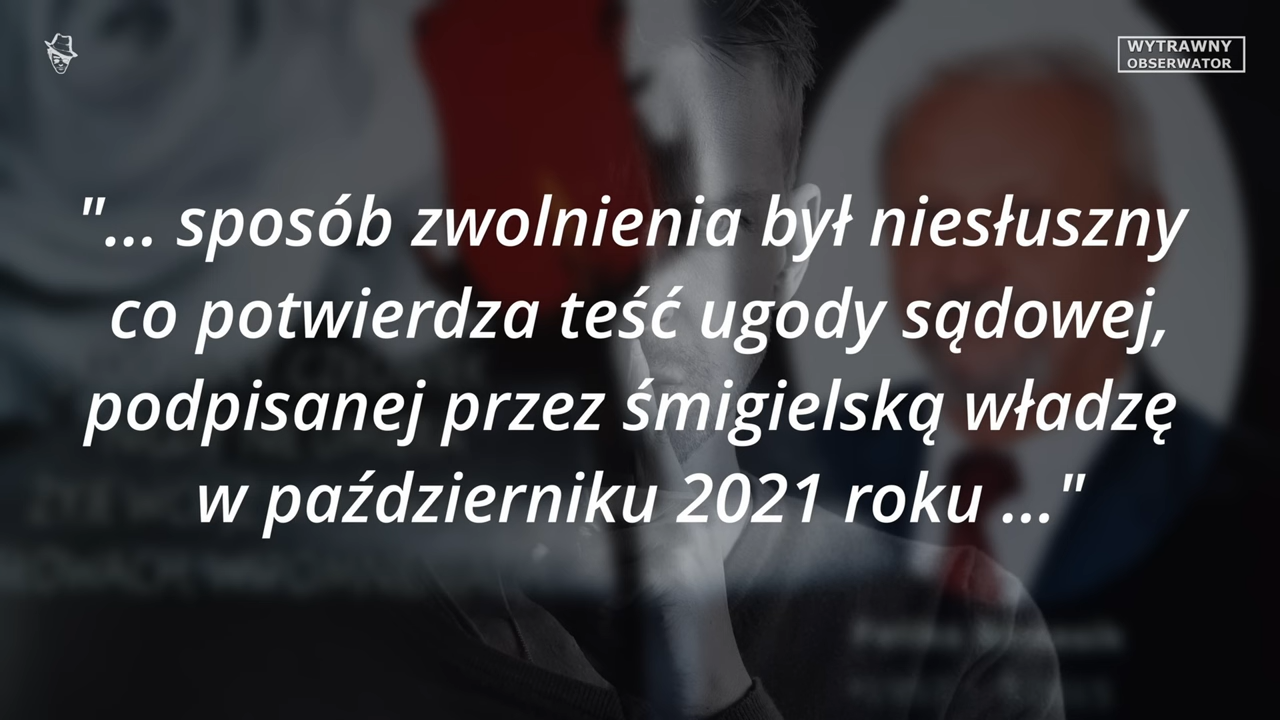 WYTRAWNY
OBSERWATOR
"... sposób zwolnienia był niesłuszny
co potwierdza teść ugody sądowej,
podpisanej przez śmigielską władzę
w październiku 2021 roku ..."